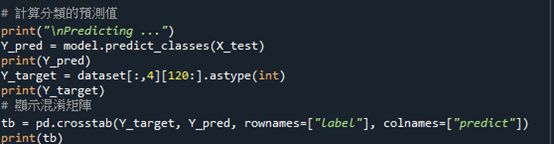 # 計算分類的預測值
print("\nPredicting ...")
Y_pred = model.predict_classes(X_test)
print(Y_pred)
Y_target = dataset[:,4][120:].astype(int)
print(Y_target)
# 顯示混淆矩陣
tb = pd.crosstab(Y_target, Y_pred, rownames=["label"], colnames=["predict"])
print(tb)